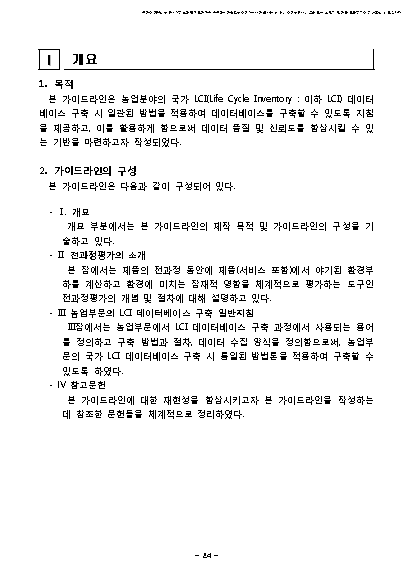 I 개요
1. 목적
본 가이드라인은 농업분야의 국가 LCI(Life Cycle Inventory : 이하 LCI) 데이터
베이스 구축 시 일관된 방법을 적용하여 데이터베이스를 구축할 수 있도록 지침
을 제공하고, 이를 활용하게 함으로써 데이터 품질 및 신뢰도를 향상시킬 수 있
는 기반을 마련하고자 작성되었다.
2. 가이드라인의 구성
본 가이드라인은 다음과 같이 구성되어 있다.
- I. 개요
개요 부분에서는 본 가이드라인의 제작 목적 및 가이드라인의 구성을 기
술하고 있다.
- II 전과정평가의 소개
본 장에서는 제품의 전과정 동안에 제품(서비스 포함)에서 야기된 환경부
하를 계산하고 환경에 미치는 잠재적 영향을 체계적으로 평가하는 도구인
전과정평가의 개념 및 절차에 대해 설명하고 있다.
- III 농업부문의 LCI 데이터베이스 구축 일반지침
III장에서는 농업부문에서 LCI 데이터베이스 구축 과정에서 사용되는 용어
를 정의하고 구축 방법과 절차, 데이터 수집 양식을 정의함으로써, 농업부
문의 국가 LCI 데이터베이스 구축 시 통일된 방법론을 적용하여 구축할 수
있도록 하였다.
- IV 참고문헌
본 가이드라인에 대한 재현성을 향상시키고자 본 가이드라인을 작성하는
데 참조한 문헌들을 체계적으로 정리하였다.
- 84 -